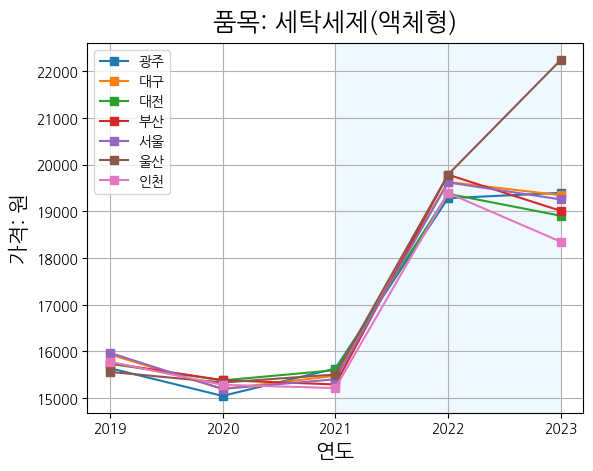 품목: 세탁세제(액체형)
22000
21000
20000
19000
18000
17000
16000
15000
가격: 원
광주
대구
대전
부산
서울
울산
인천
2019 2020 2021 2022 2023
연도